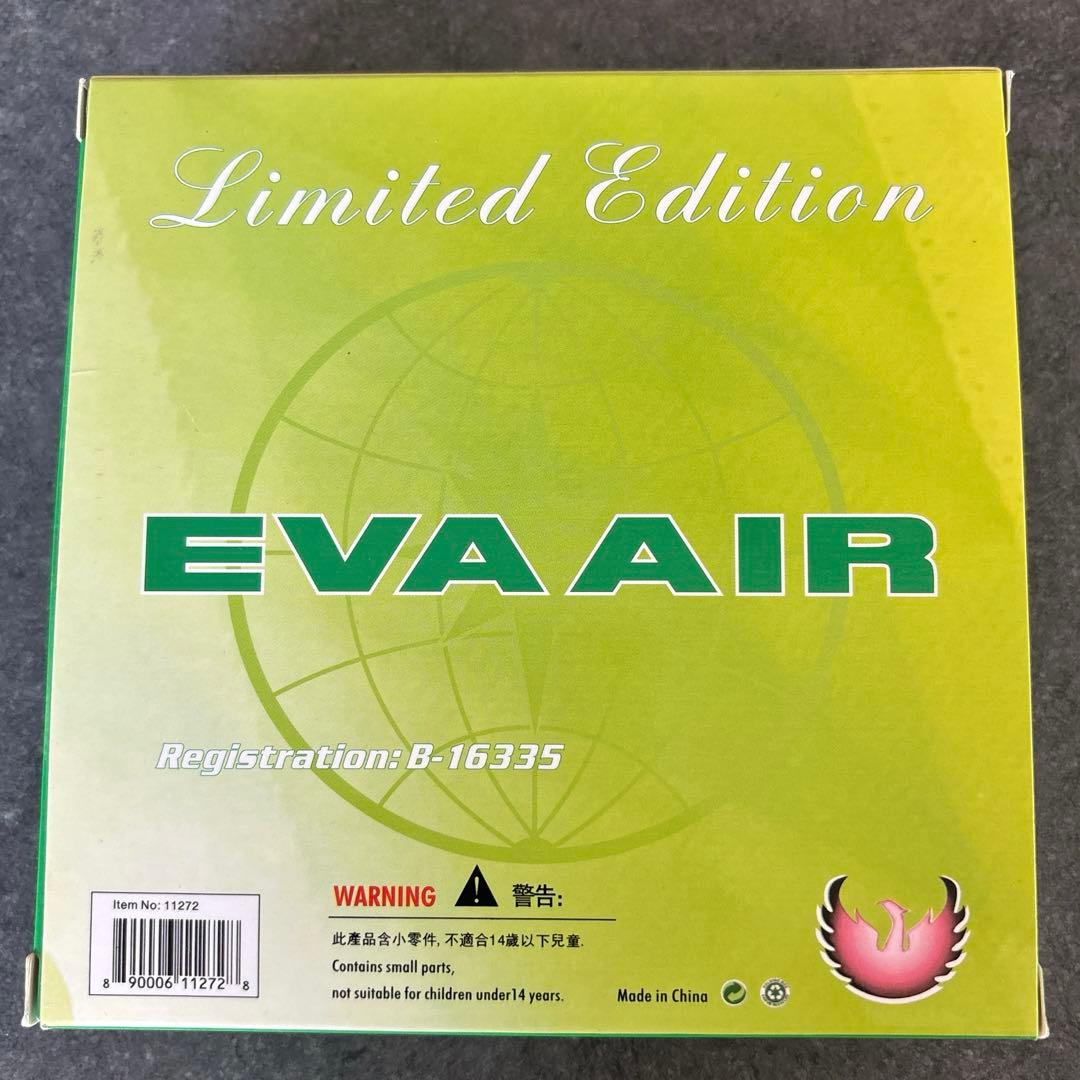 Limited Edition
EVA AIR
Registration: B-16335
Item No: 11272
8 90006 11272 8
WARNING 警告:
此產品含小零件, 不適合14歲以下兒童.
Contains small parts,
not suitable for children under14 years.
Made in China